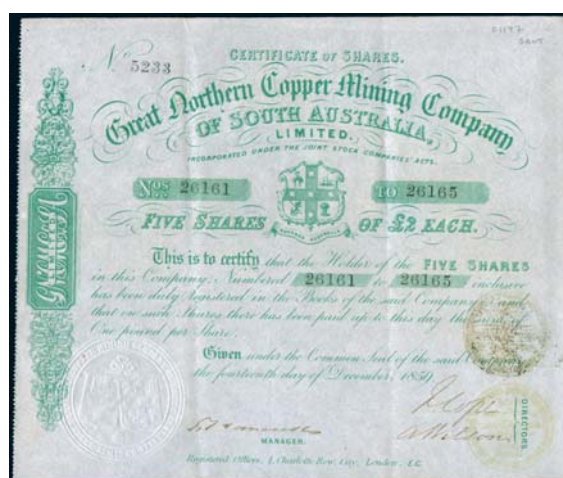 No 5233
CERTIFICATE OF SHARES.
Great Northern Copper Mining Company
OF SOUTH AUSTRALIA,
LIMITED.
INCORPORATED UNDER THE JOINT STOCK COMPANIES' ACTS.
Nos 26161 TO 26165
FIVE SHARES OF £2 EACH.
This is to certify that the Holder of the FIVE SHARES
in this Company, Numbered 26161 to 26165 inclusive
has been duly registered in the Books of the said Company, and
that on such Shares there has been paid up to this day the sum of
One pound per Share.
Given under the Common Seal of the said Company
the fourteenth day of December, 1859.
MANAGER.
DIRECTORS
Registered Offices, 1, Charlotte Row, City, London, E.C.
LIMITED